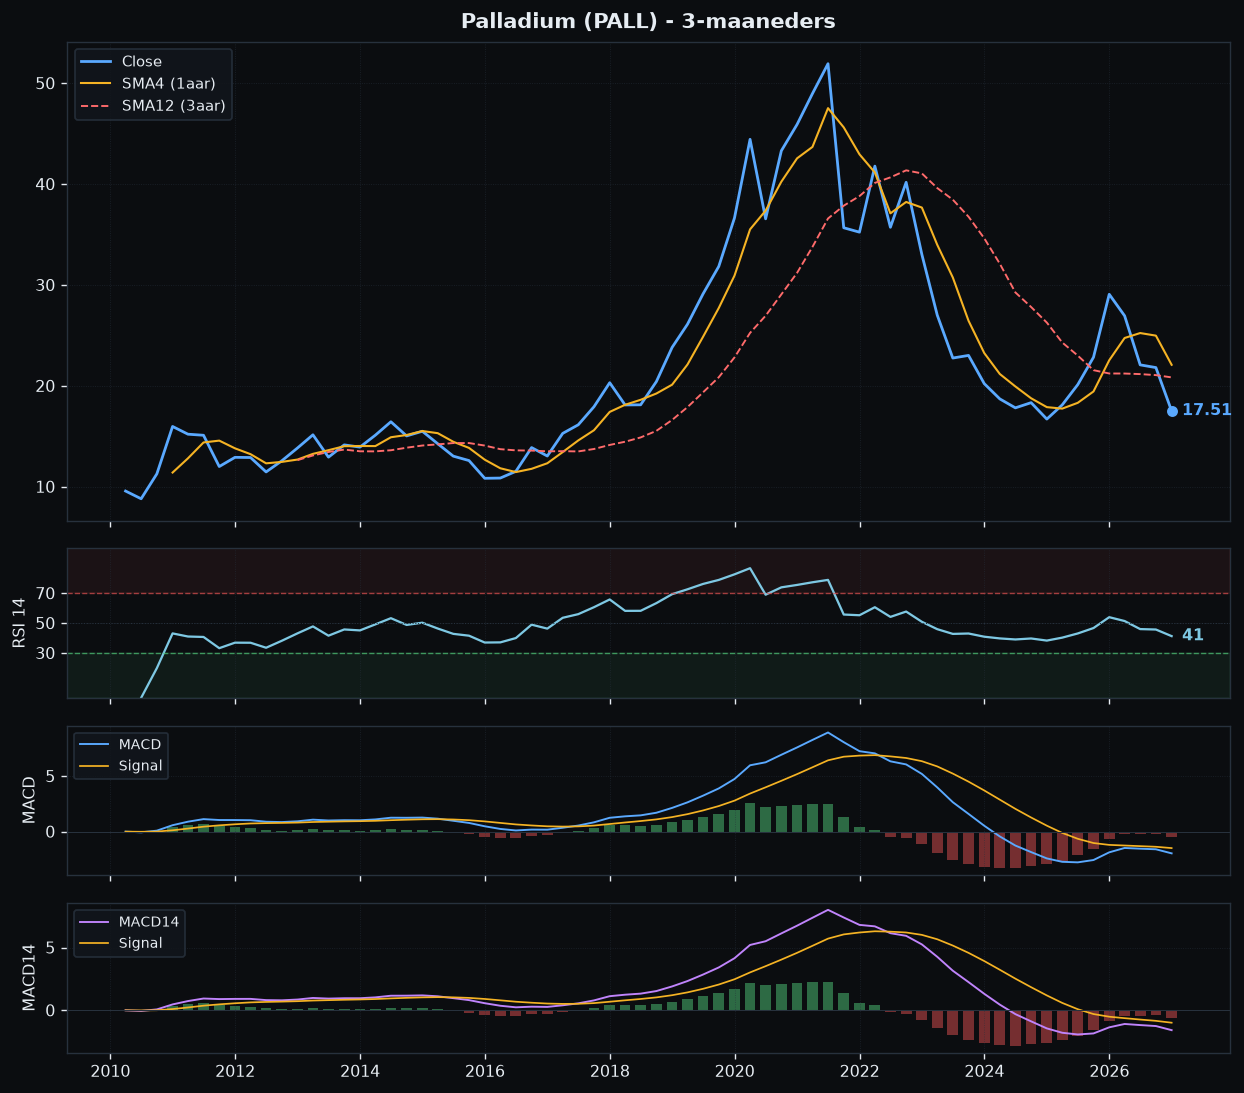 Palladium (PALL) - 3-maaneders
Close
SMA4 (1aar)
SMA12 (3aar)
50
40
30
20
10
17.51
RSI 14
70
50
30
41
MACD
MACD
Signal
5
0
MACD14
MACD14
Signal
5
0
2010 2012 2014 2016 2018 2020 2022 2024 2026